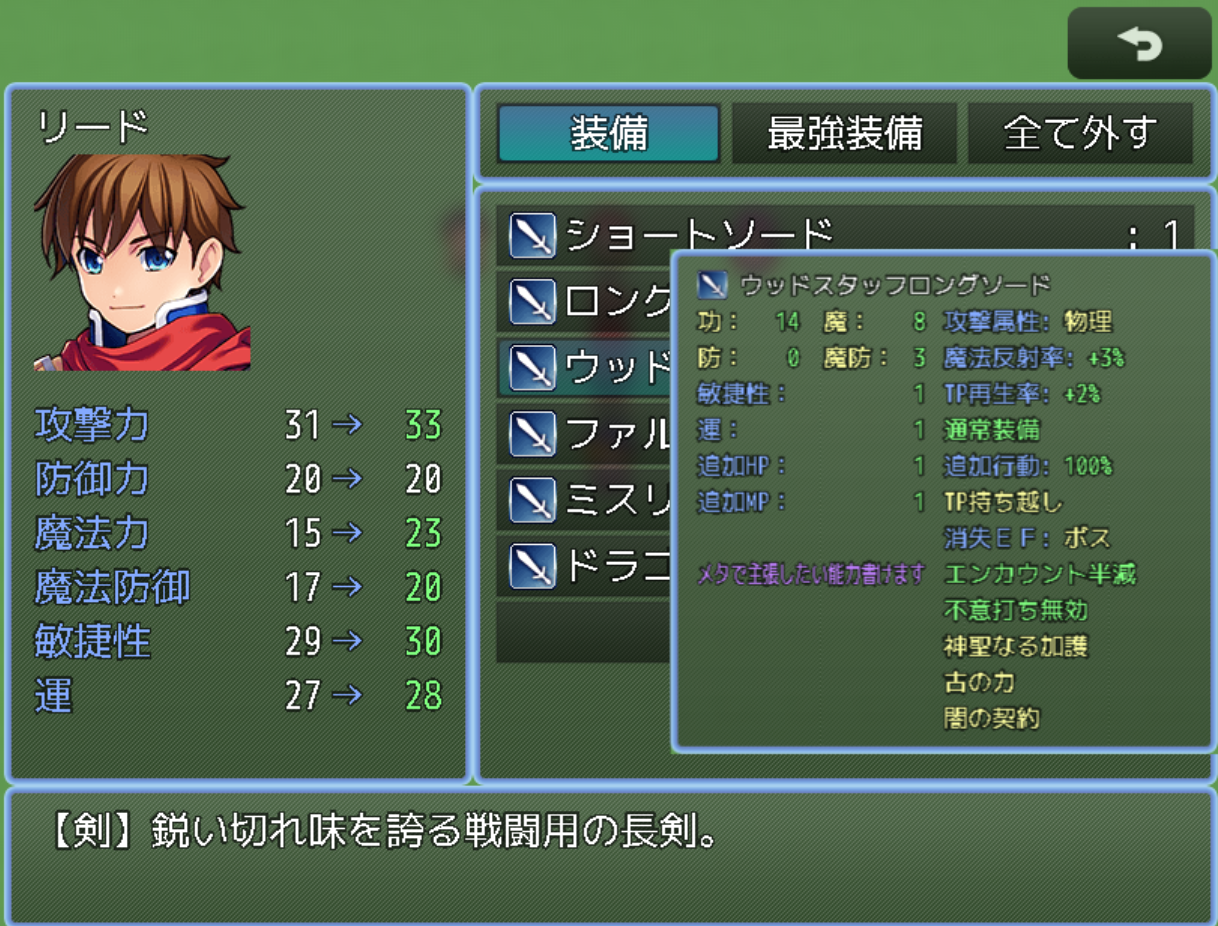 リード
攻撃力 31 → 33
防御力 20 → 20
魔法力 15 → 23
魔法防御 17 → 20
敏捷性 29 → 30
運 27 → 28
装備 最強装備 全て外す
ショートソード : 1
ロング
ウッド
ファル
ミスリ
ドラゴ
ウッドスタッフロングソード
功： 14 魔： 8 攻撃属性: 物理
防： 0 魔防： 3 魔法反射率: +3%
敏捷性： 1 TP再生率: +2%
運： 1 通常装備
追加HP： 1 追加行動: 100%
追加MP： 1 TP持ち越し
消失ＥＦ: ボス
メタで主張したい能力書けます エンカウント半減
不意打ち無効
神聖なる加護
古の力
闇の契約
【剣】鋭い切れ味を誇る戦闘用の長剣。